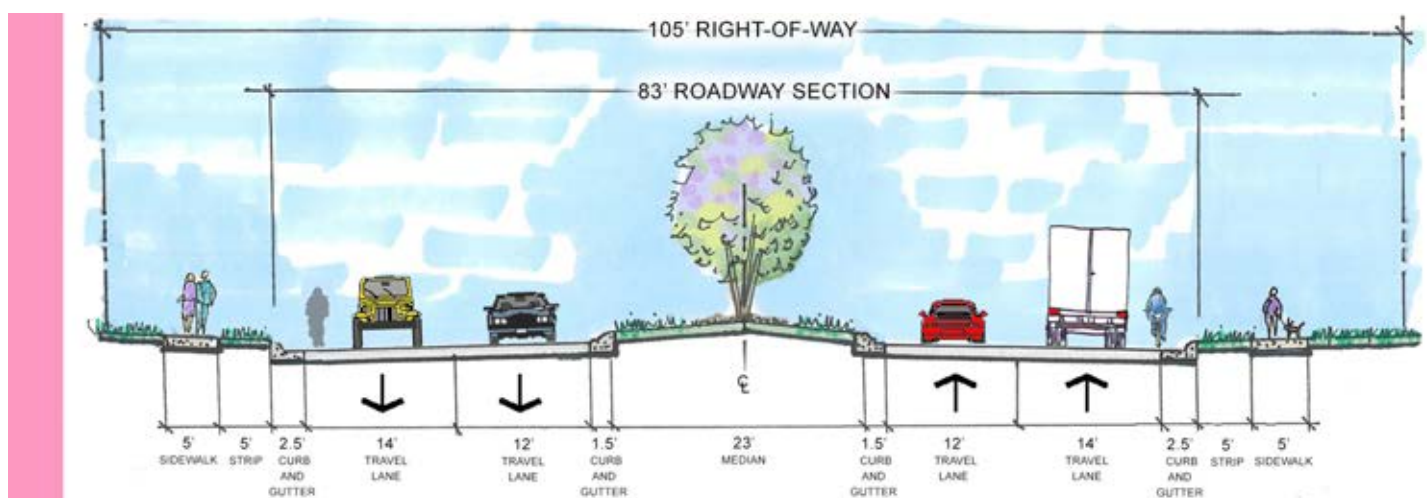 105' RIGHT-OF-WAY
83' ROADWAY SECTION
℄
5' 5' 2.5' 14' 12' 1.5' 23' 1.5' 12' 14' 2.5' 5' 5'
SIDEWALK STRIP CURB TRAVEL TRAVEL CURB MEDIAN CURB TRAVEL TRAVEL CURB STRIP SIDEWALK
AND LANE LANE AND AND LANE LANE AND
GUTTER GUTTER GUTTER GUTTER